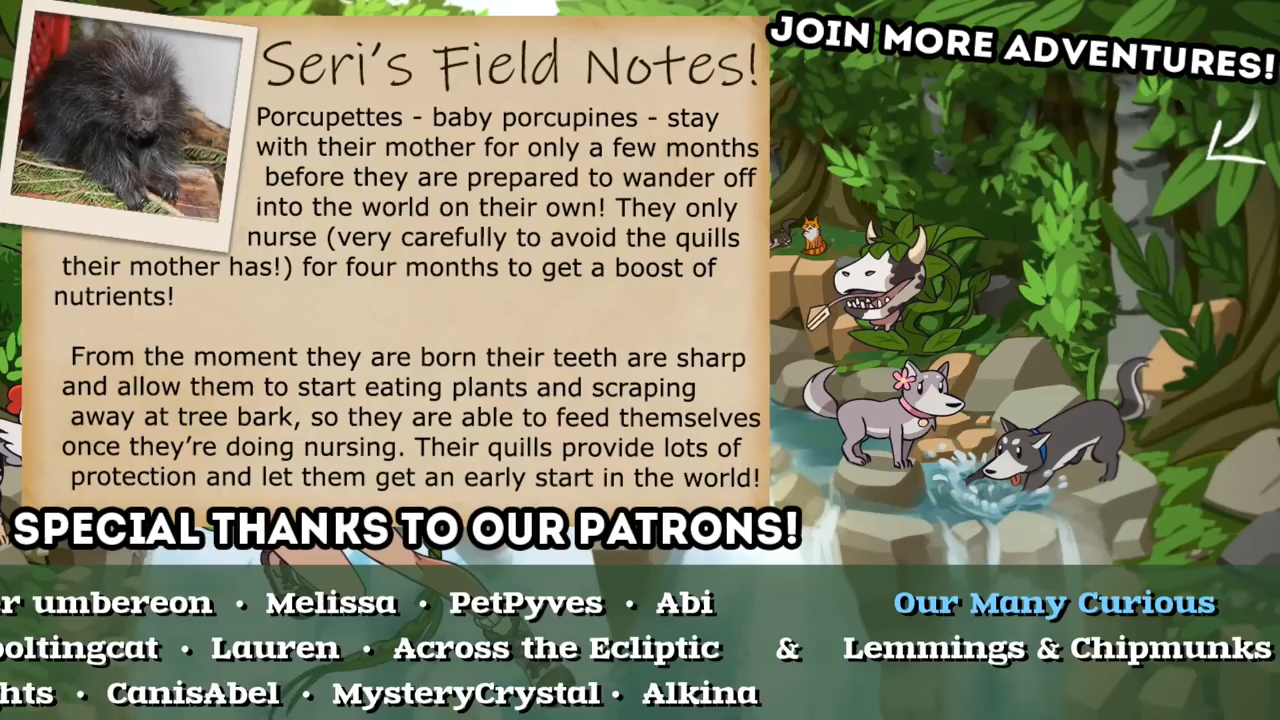 Seri's Field Notes!
JOIN MORE ADVENTURES!
Porcupettes - baby porcupines - stay
with their mother for only a few months
before they are prepared to wander off
into the world on their own! They only
nurse (very carefully to avoid the quills
their mother has!) for four months to get a boost of
nutrients!
From the moment they are born their teeth are sharp
and allow them to start eating plants and scraping
away at tree bark, so they are able to feed themselves
once they're doing nursing. Their quills provide lots of
protection and let them get an early start in the world!
SPECIAL THANKS TO OUR PATRONS!
r umbereon · Melissa · PetPyves · Abi
oltingcat · Lauren · Across the Ecliptic
hts · CanisAbel · MysteryCrystal · Alkina
&
Our Many Curious
Lemmings & Chipmunks